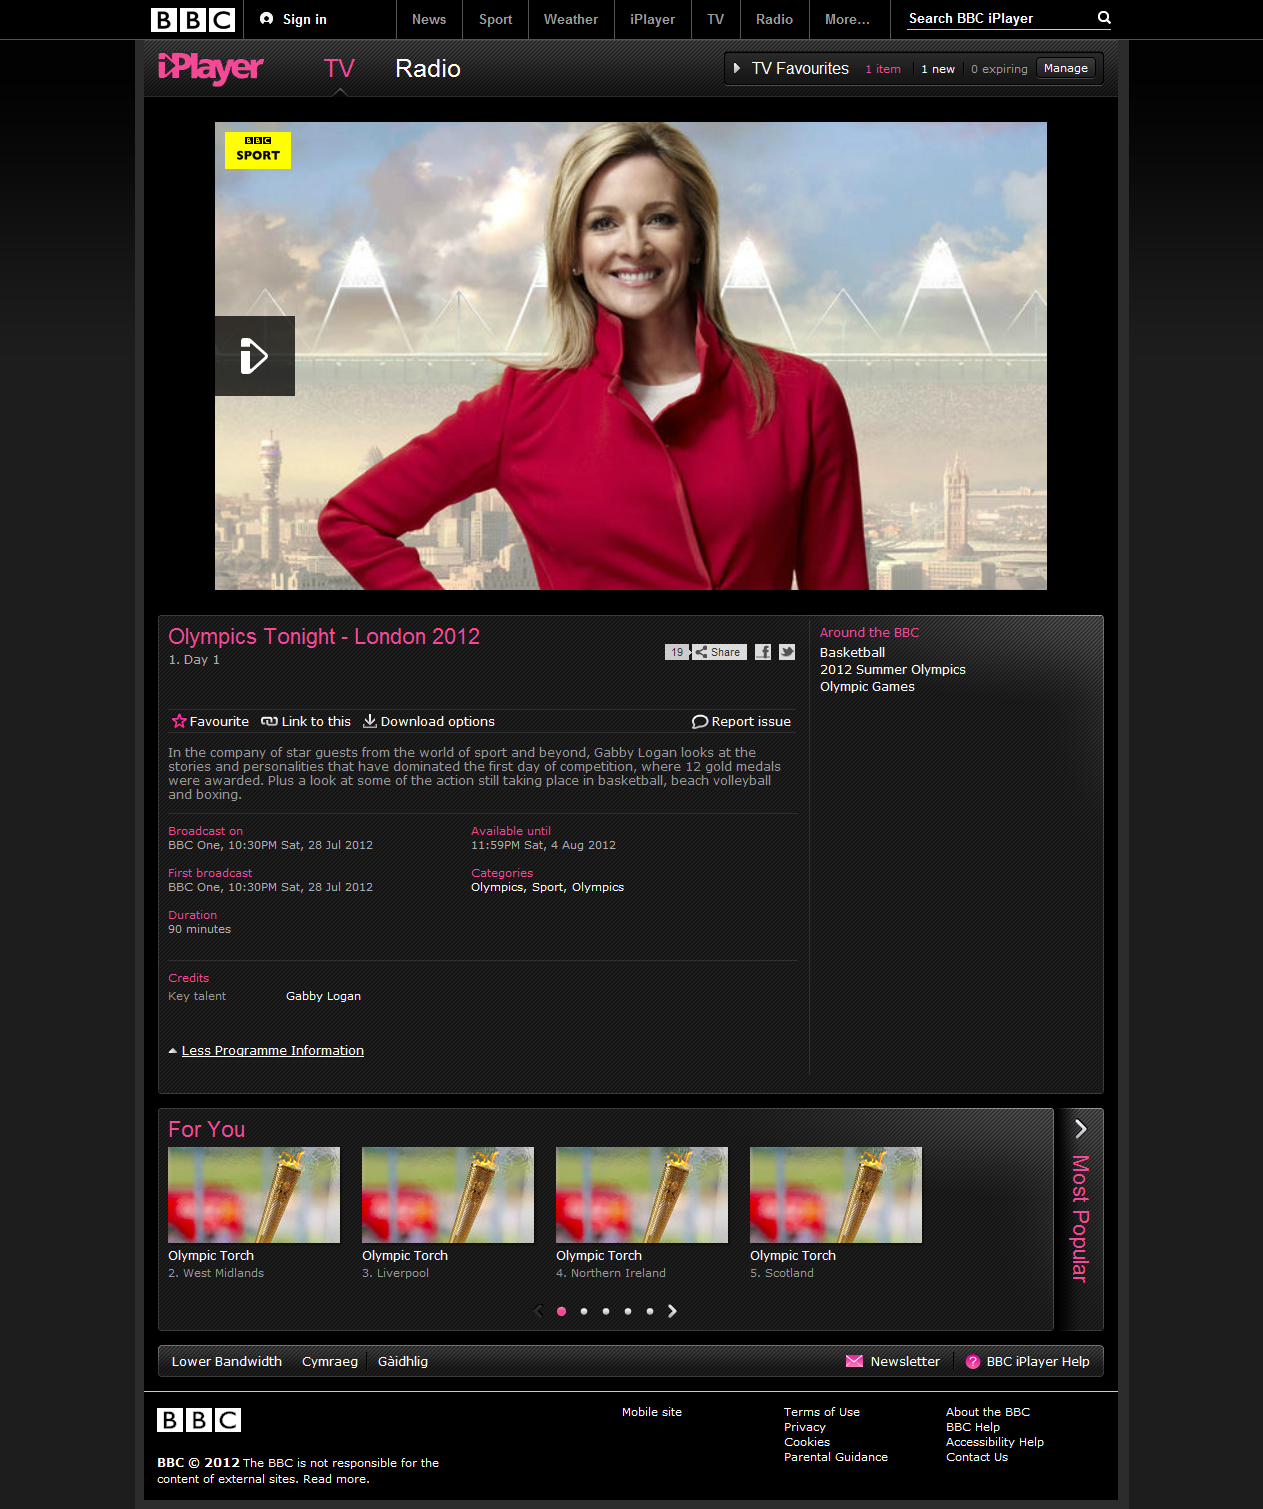 BBC
Sign in
News
Sport
Weather
iPlayer
TV
Radio
More...
Search BBC iPlayer
iPlayer
TV
Radio
TV Favourites
1 item
1 new
0 expiring
Manage
BBC
SPORT
Olympics Tonight - London 2012
1. Day 1
19
Share
Favourite
Link to this
Download options
Report issue
In the company of star guests from the world of sport and beyond, Gabby Logan looks at the
stories and personalities that have dominated the first day of competition, where 12 gold medals
were awarded. Plus a look at some of the action still taking place in basketball, beach volleyball
and boxing.
Broadcast on
BBC One, 10:30PM Sat, 28 Jul 2012
Available until
11:59PM Sat, 4 Aug 2012
First broadcast
BBC One, 10:30PM Sat, 28 Jul 2012
Categories
Olympics, Sport, Olympics
Duration
90 minutes
Credits
Key talent
Gabby Logan
Less Programme Information
Around the BBC
Basketball
2012 Summer Olympics
Olympic Games
For You
Olympic Torch
2. West Midlands
Olympic Torch
3. Liverpool
Olympic Torch
4. Northern Ireland
Olympic Torch
5. Scotland
Most Popular
Lower Bandwidth
Cymraeg
Gàidhlig
Newsletter
BBC iPlayer Help
BBC
BBC © 2012 The BBC is not responsible for the
content of external sites. Read more.
Mobile site
Terms of Use
Privacy
Cookies
Parental Guidance
About the BBC
BBC Help
Accessibility Help
Contact Us